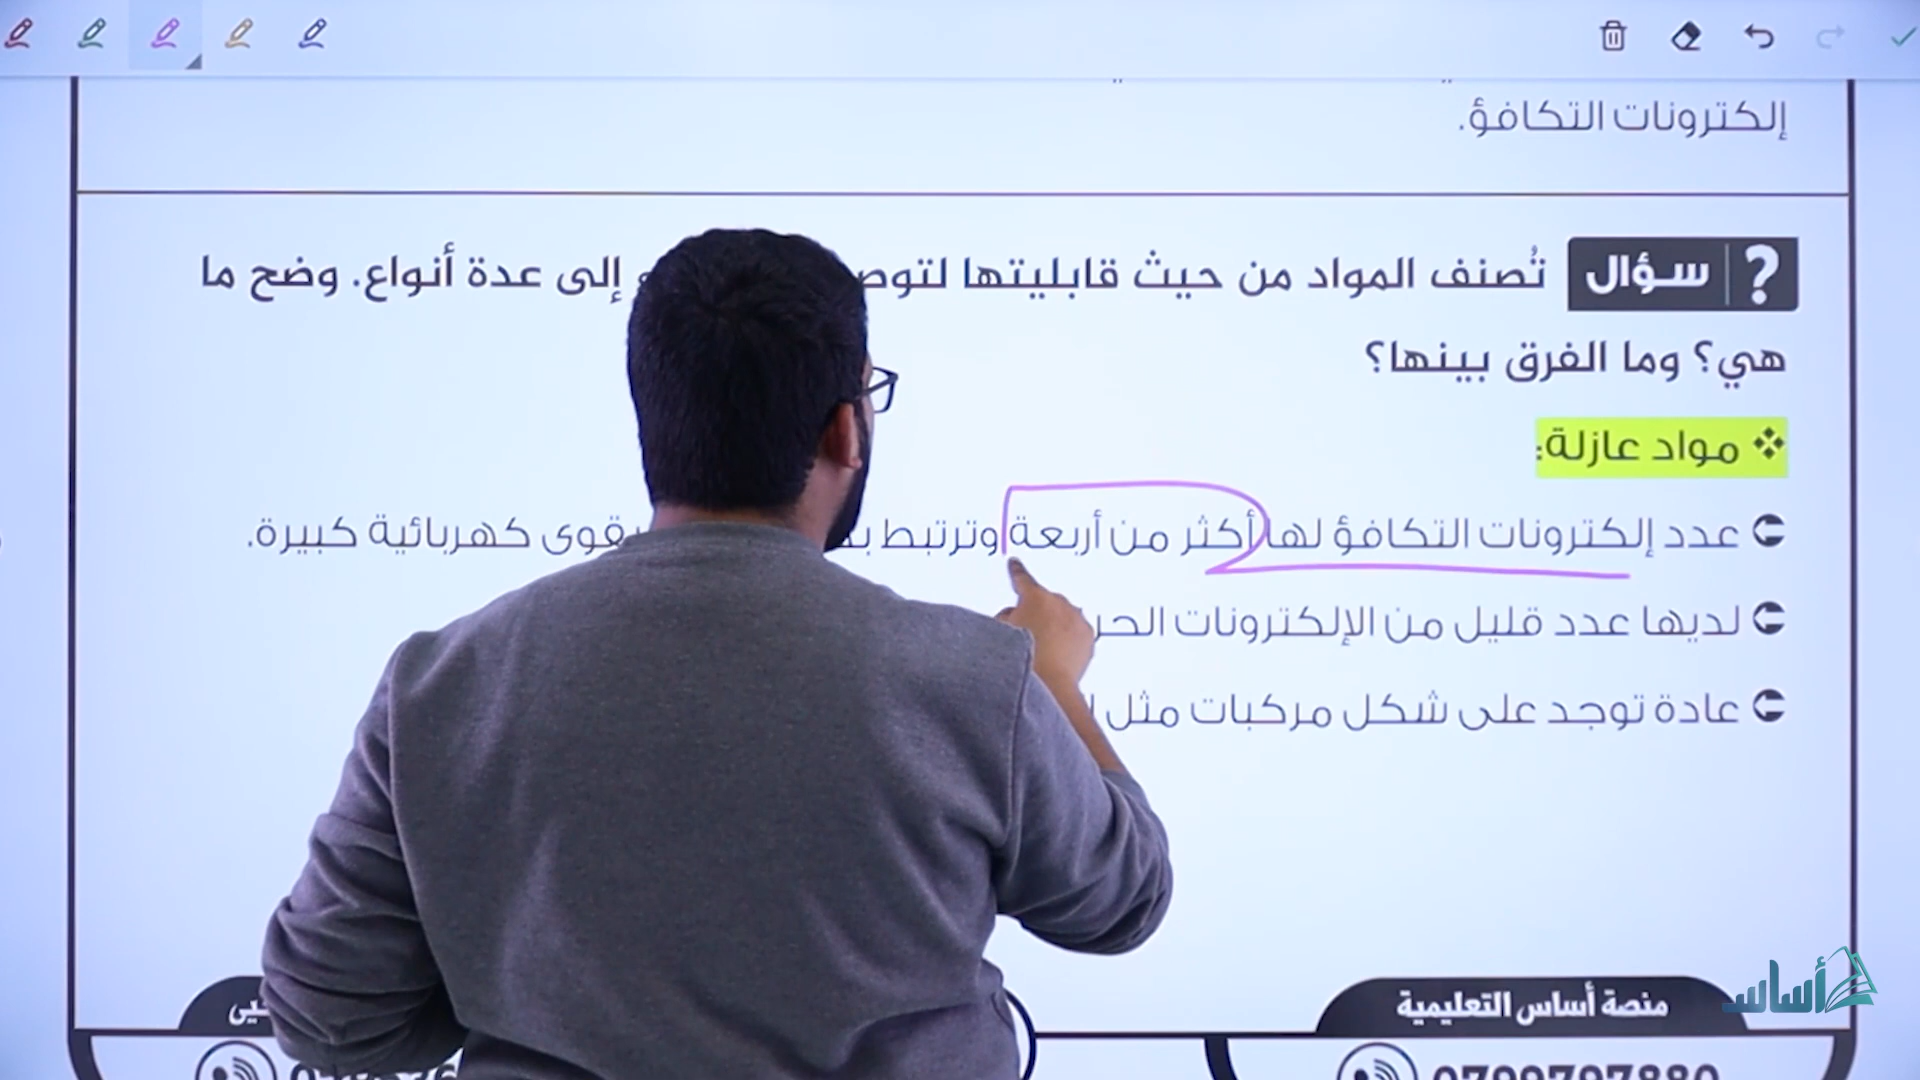 إلكترونات التكافؤ.
? سؤال تُصنف المواد من حيث قابليتها إلى عدة أنواع. وضح ما
هي؟ وما الفرق بينها؟
❖ مواد عازلة:
عدد إلكترونات التكافؤ لها أكثر من أربعة وترتبط بقوى كهربائية كبيرة.
لديها عدد قليل من الإلكترونات
عادة توجد على شكل مركبات مثل
منصة أساس التعليمية
أساس
0799797880